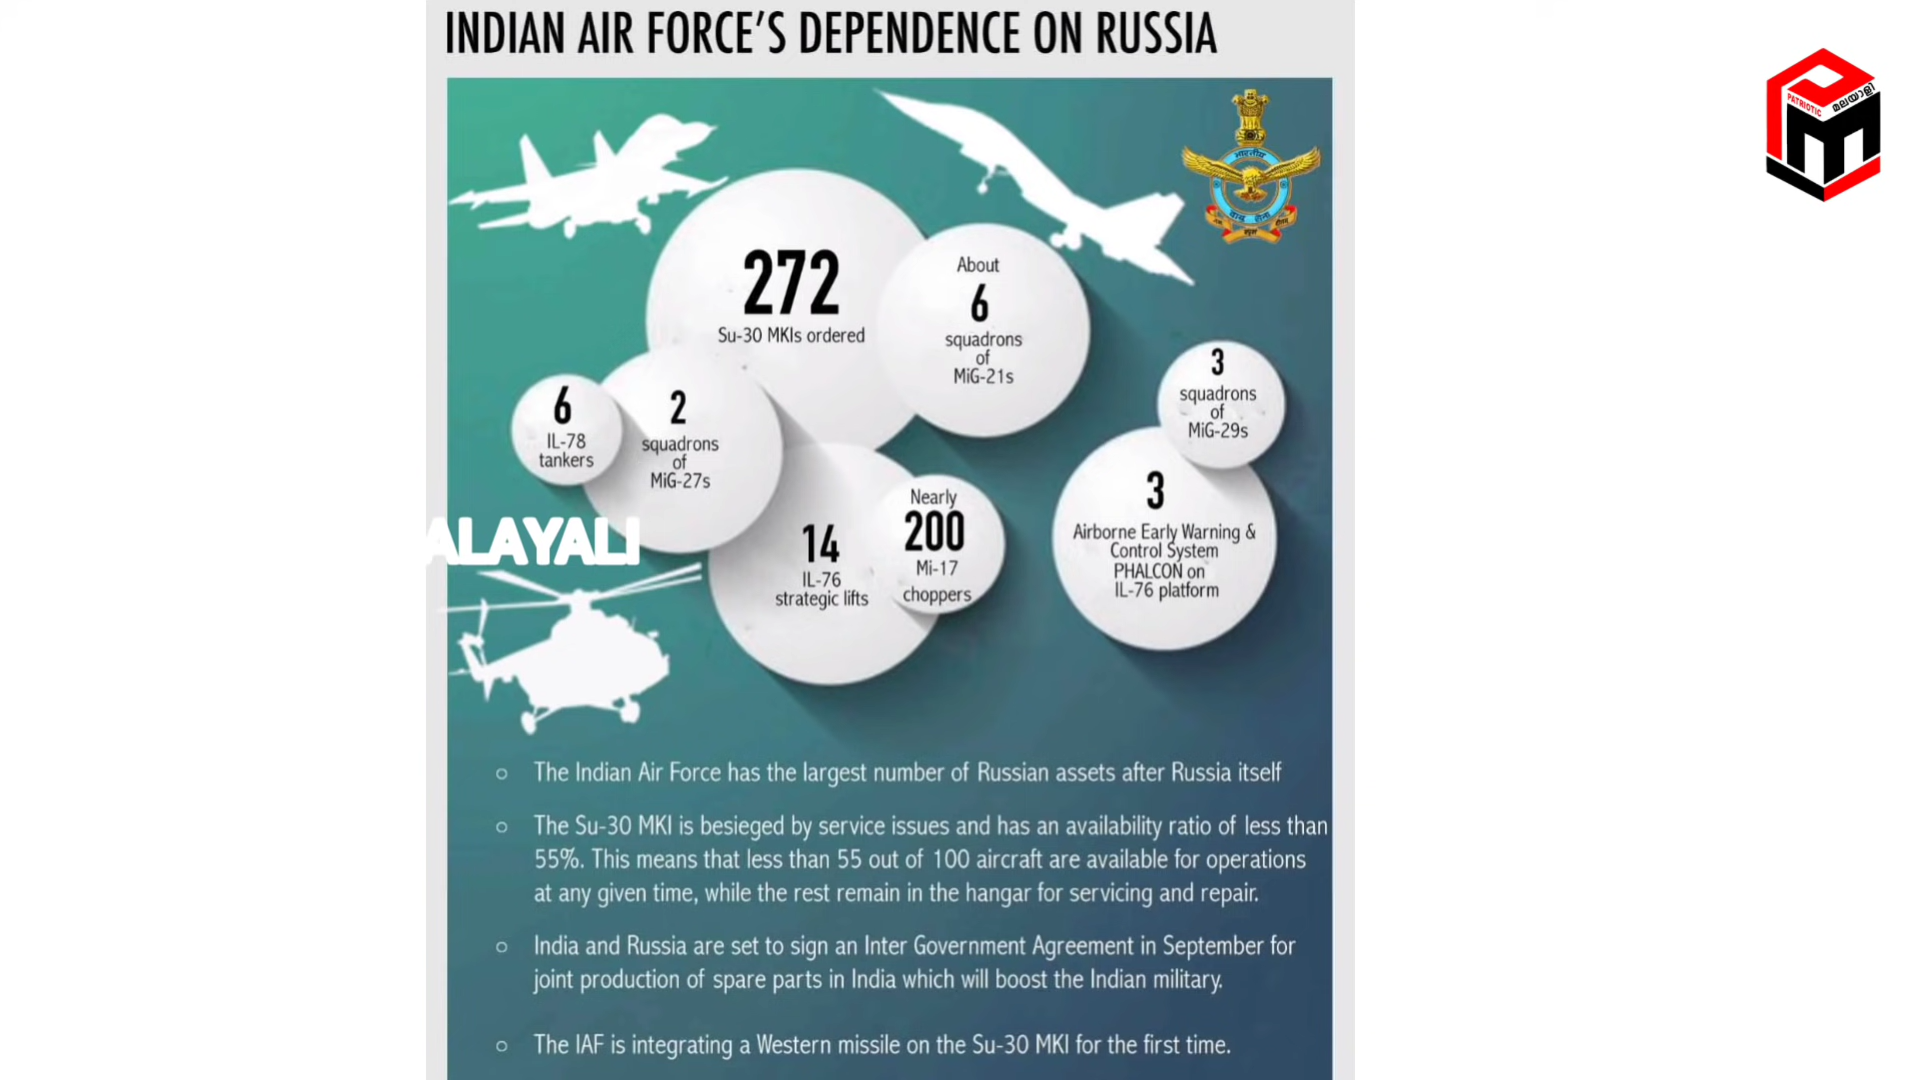 INDIAN AIR FORCE'S DEPENDENCE ON RUSSIA
PATRIOTIC മലയാളി
भारतीय
वायु सेना
272
Su-30 MKIs ordered
About
6
squadrons
of
MiG-21s
3
squadrons
of
MiG-29s
6
IL-78
tankers
2
squadrons
of
MiG-27s
14
IL-76
strategic lifts
Nearly
200
Mi-17
choppers
3
Airborne Early Warning &
Control System
PHALCON on
IL-76 platform
ALAYALI
The Indian Air Force has the largest number of Russian assets after Russia itself
The Su-30 MKI is besieged by service issues and has an availability ratio of less than
55%. This means that less than 55 out of 100 aircraft are available for operations
at any given time, while the rest remain in the hangar for servicing and repair.
India and Russia are set to sign an Inter Government Agreement in September for
joint production of spare parts in India which will boost the Indian military.
The IAF is integrating a Western missile on the Su-30 MKI for the first time.